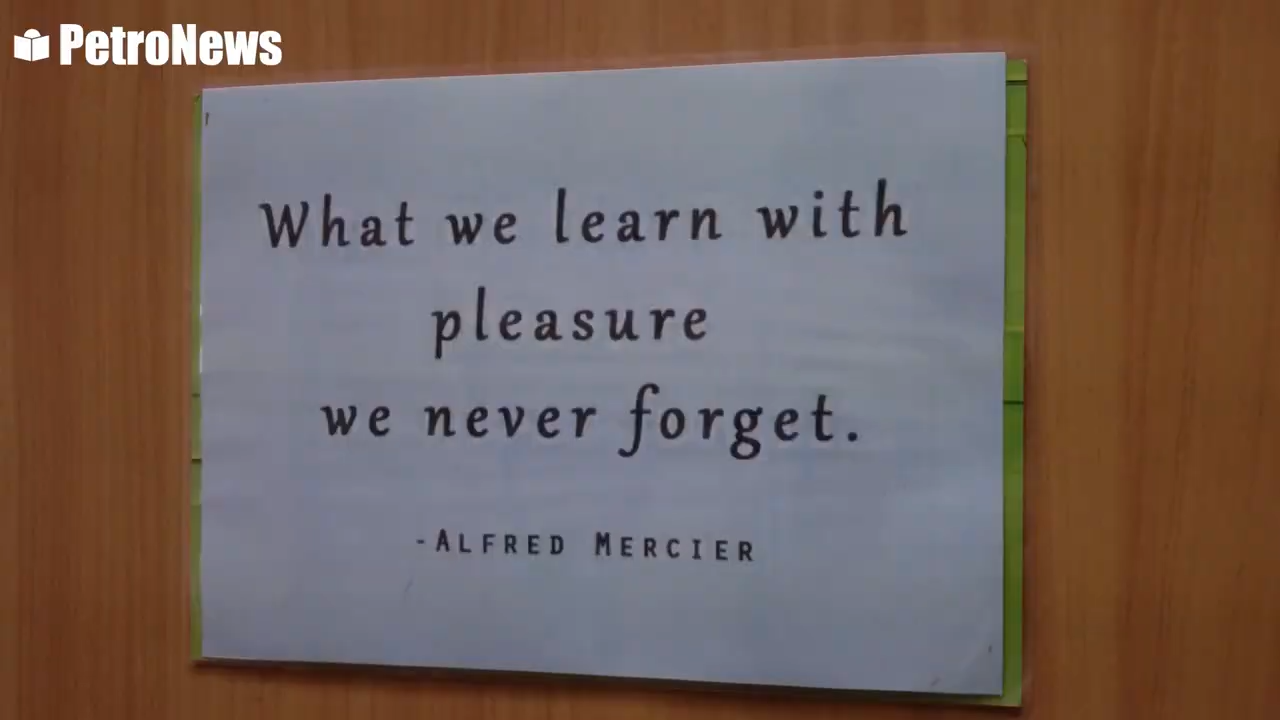 PetroNews
What we learn with
pleasure
we never forget.
-ALFRED MERCIER